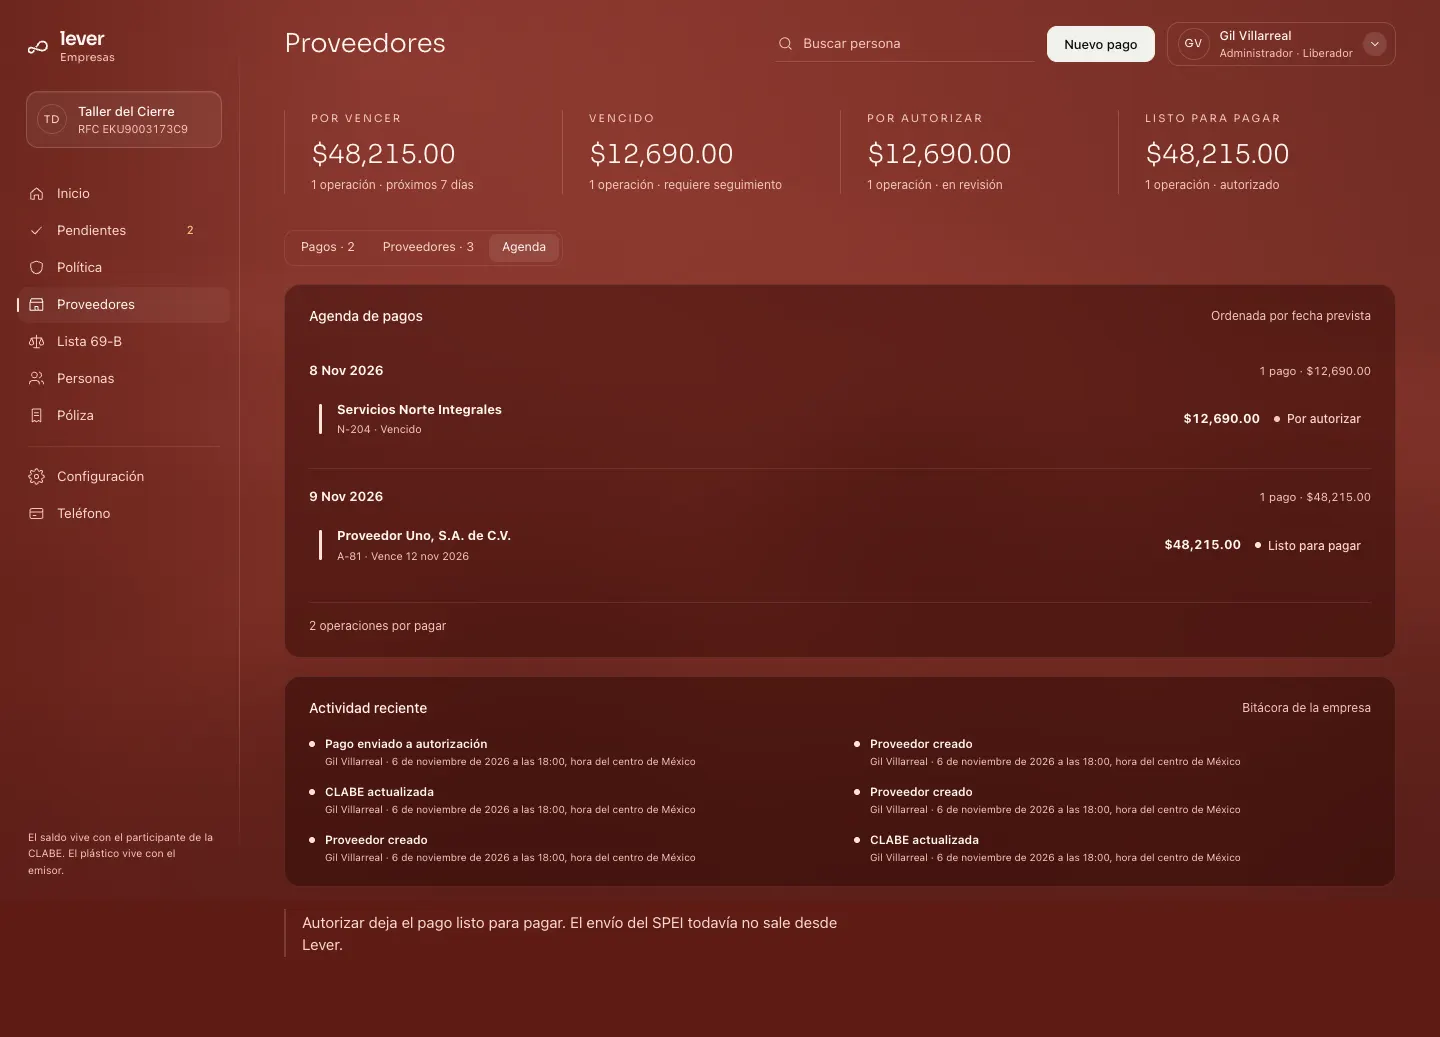 lever
Empresas
TD
Taller del Cierre
RFC EKU9003173C9
Inicio
Pendientes 2
Política
Proveedores
Lista 69-B
Personas
Póliza
Configuración
Teléfono
El saldo vive con el participante de la
CLABE. El plástico vive con el
emisor.
Proveedores
Buscar persona
Nuevo pago
GV
Gil Villarreal
Administrador · Liberador
POR VENCER
$48,215.00
1 operación · próximos 7 días
VENCIDO
$12,690.00
1 operación · requiere seguimiento
POR AUTORIZAR
$12,690.00
1 operación · en revisión
LISTO PARA PAGAR
$48,215.00
1 operación · autorizado
Pagos · 2 Proveedores · 3 Agenda
Agenda de pagos Ordenada por fecha prevista
8 Nov 2026 1 pago · $12,690.00
Servicios Norte Integrales
N-204 · Vencido
$12,690.00 Por autorizar
9 Nov 2026 1 pago · $48,215.00
Proveedor Uno, S.A. de C.V.
A-81 · Vence 12 nov 2026
$48,215.00 Listo para pagar
2 operaciones por pagar
Actividad reciente Bitácora de la empresa
Pago enviado a autorización
Gil Villarreal · 6 de noviembre de 2026 a las 18:00, hora del centro de México
Proveedor creado
Gil Villarreal · 6 de noviembre de 2026 a las 18:00, hora del centro de México
CLABE actualizada
Gil Villarreal · 6 de noviembre de 2026 a las 18:00, hora del centro de México
Proveedor creado
Gil Villarreal · 6 de noviembre de 2026 a las 18:00, hora del centro de México
Proveedor creado
Gil Villarreal · 6 de noviembre de 2026 a las 18:00, hora del centro de México
CLABE actualizada
Gil Villarreal · 6 de noviembre de 2026 a las 18:00, hora del centro de México
Autorizar deja el pago listo para pagar. El envío del SPEI todavía no sale desde
Lever.